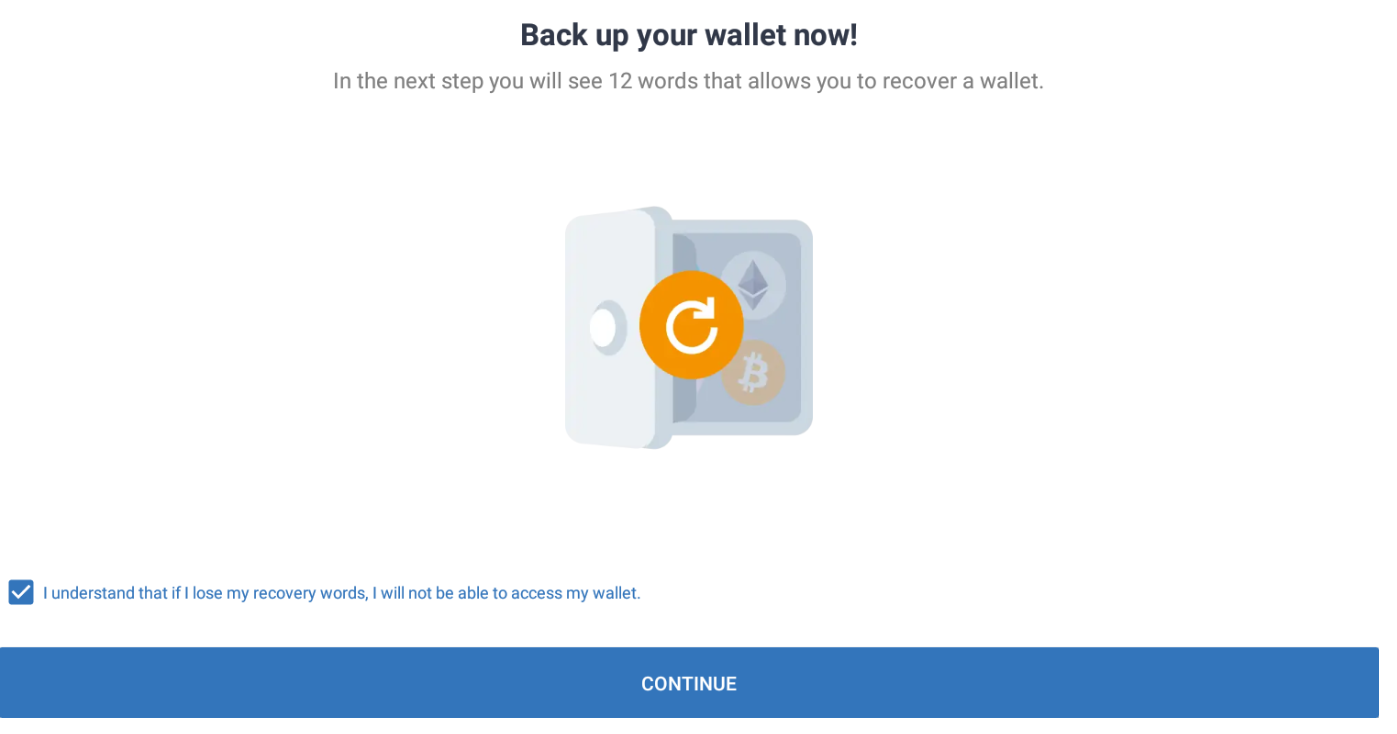 Back up your wallet now!
In the next step you will see 12 words that allows you to recover a wallet.
I understand that if I lose my recovery words, I will not be able to access my wallet.
CONTINUE